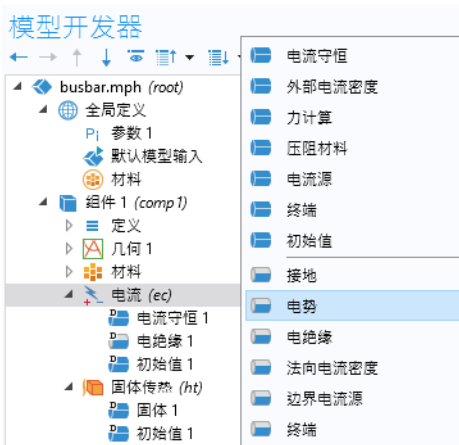 模型开发器
busbar.mph (root)
全局定义
Pi 参数 1
默认模型输入
材料
组件 1 (comp1)
定义
几何 1
材料
电流 (ec)
电流守恒 1
电绝缘 1
初始值 1
固体传热 (ht)
固体 1
初始值 1
电流守恒
外部电流密度
力计算
压阻材料
电流源
终端
初始值
接地
电势
电绝缘
法向电流密度
边界电流源
终端